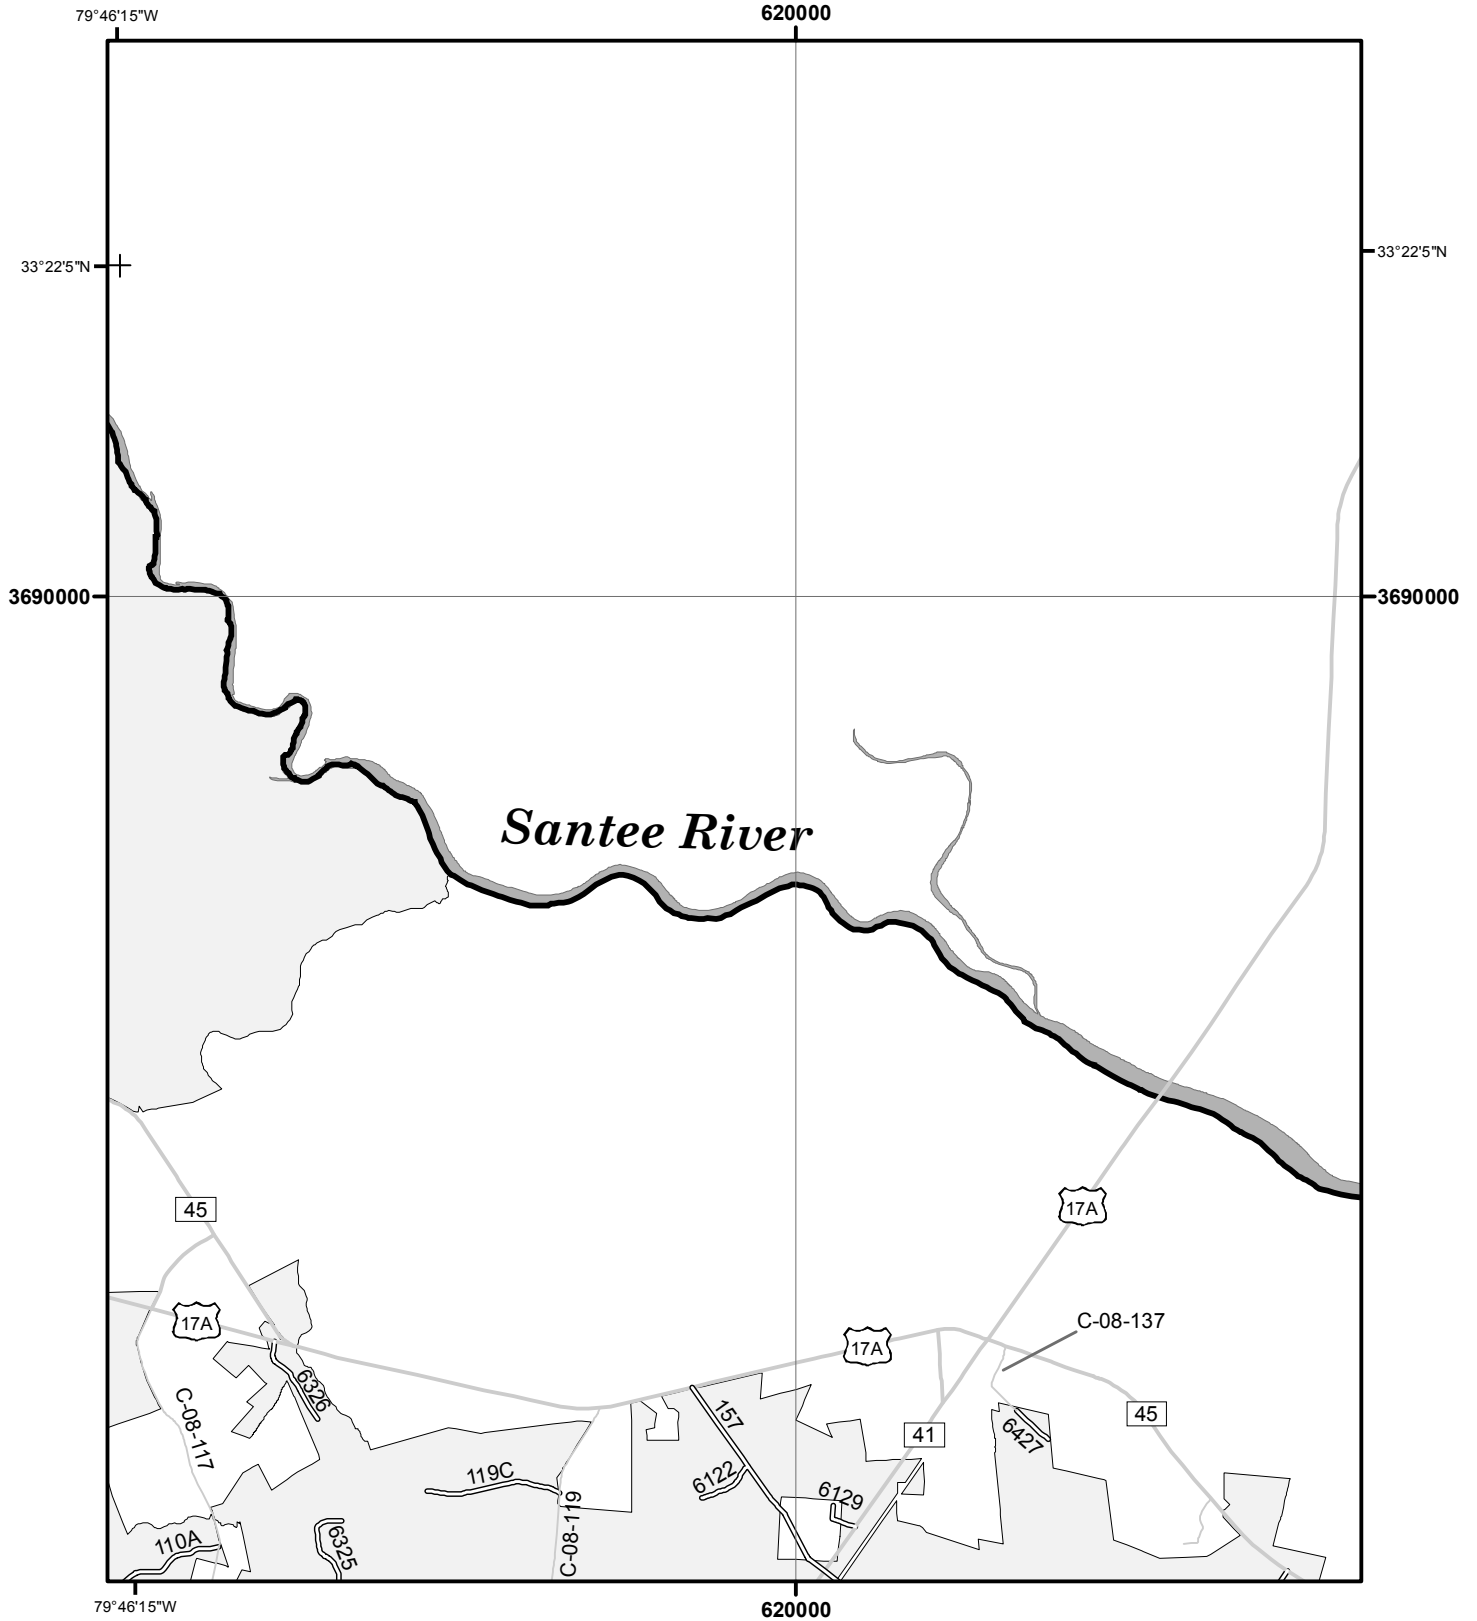 79°46'15"W
620000
33°22'5"N
33°22'5"N
3690000
3690000
Santee River
45
17A
17A
C-08-137
17A
6326
C-08-117
157
45
41
6427
119C
6122
6129
C-08-119
110A
6325
79°46'15"W
620000